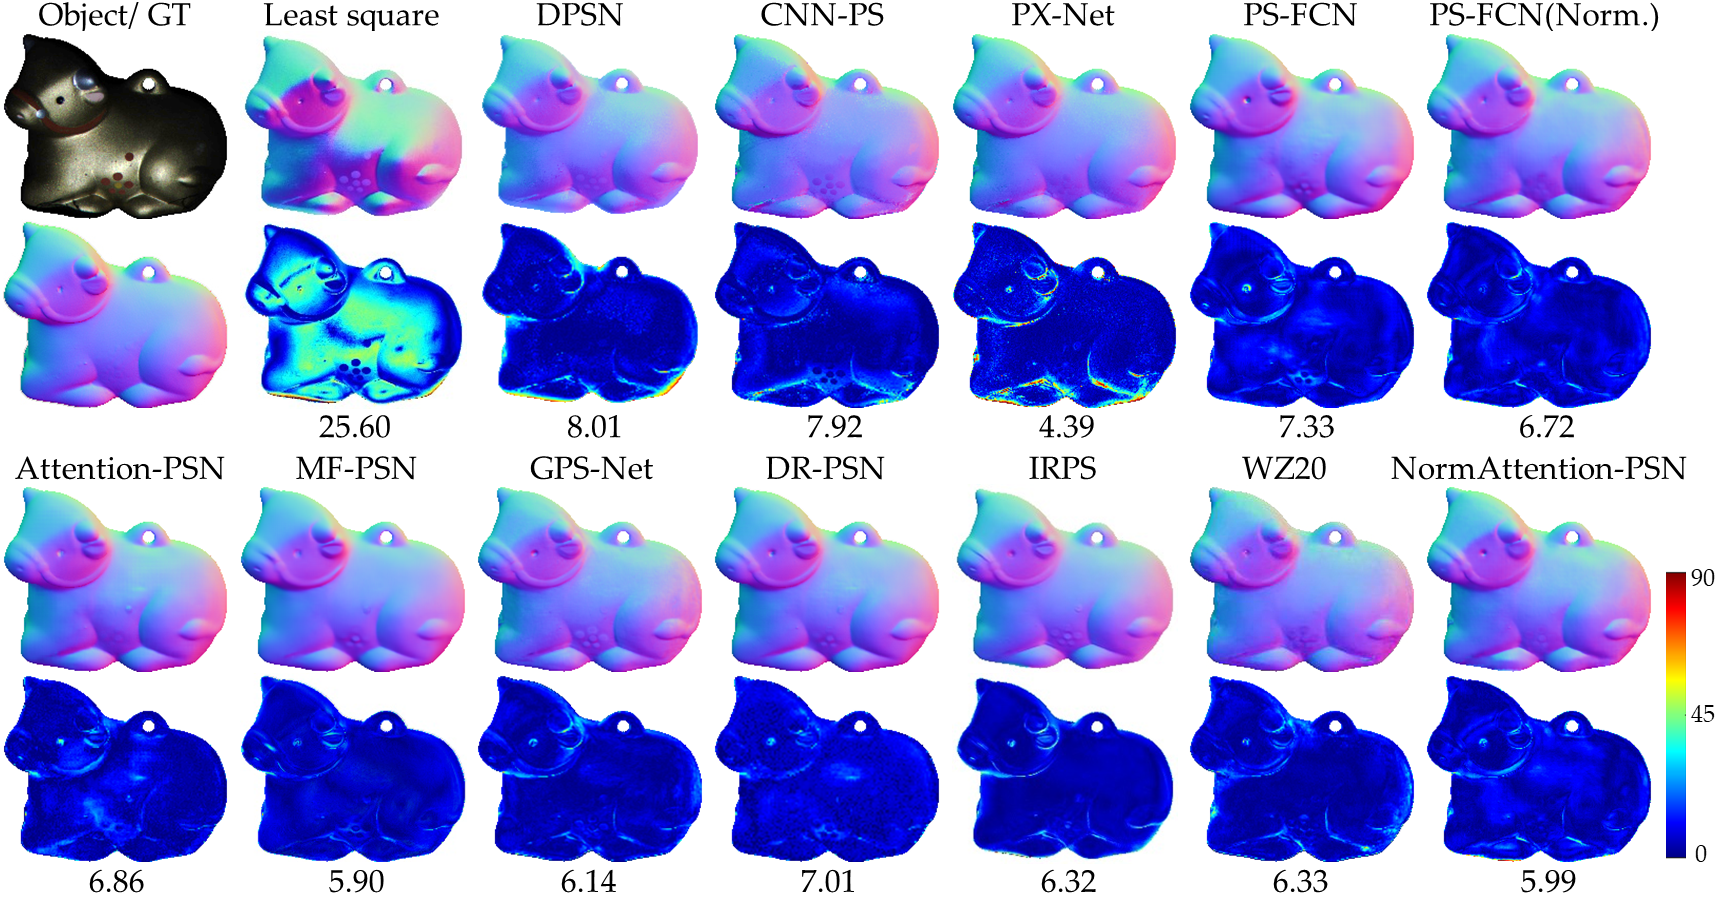 Object/ GT Least square DPSN CNN-PS PX-Net PS-FCN PS-FCN(Norm.)
25.60 8.01 7.92 4.39 7.33 6.72
Attention-PSN MF-PSN GPS-Net DR-PSN IRPS WZ20 NormAttention-PSN
90
45
0
6.86 5.90 6.14 7.01 6.32 6.33 5.99